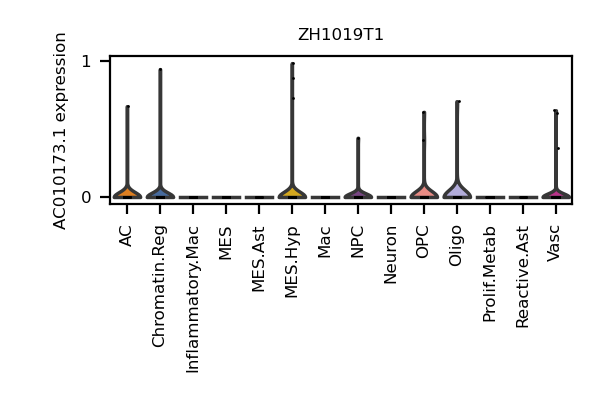 ZH1019T1
AC010173.1 expression
1
0
AC
Chromatin.Reg
Inflammatory.Mac
MES
MES.Ast
MES.Hyp
Mac
NPC
Neuron
OPC
Oligo
Prolif.Metab
Reactive.Ast
Vasc